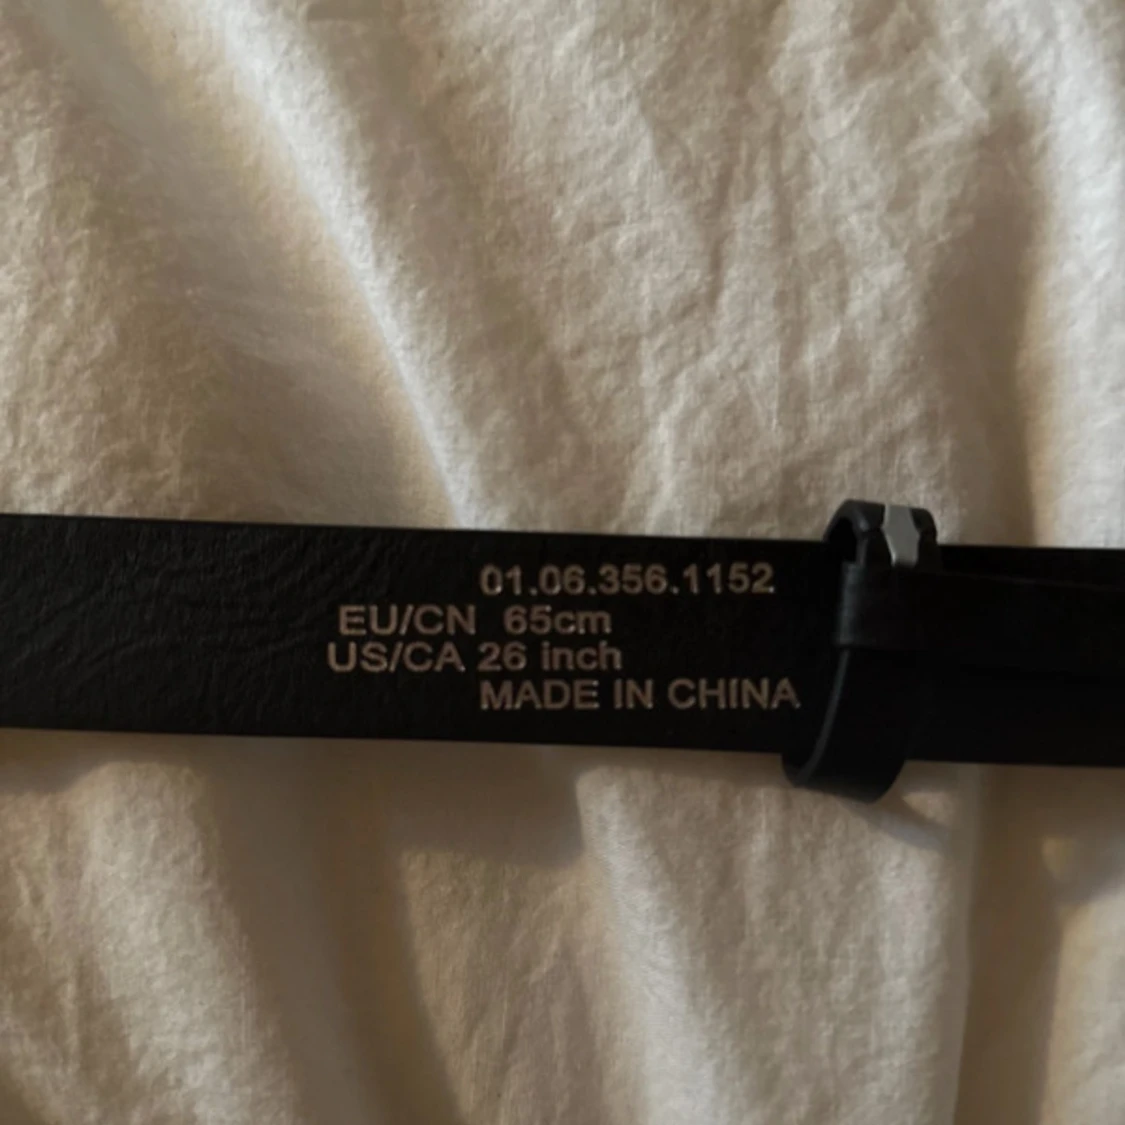 01.06.356.1152
EU/CN 65cm
US/CA 26 inch
MADE IN CHINA